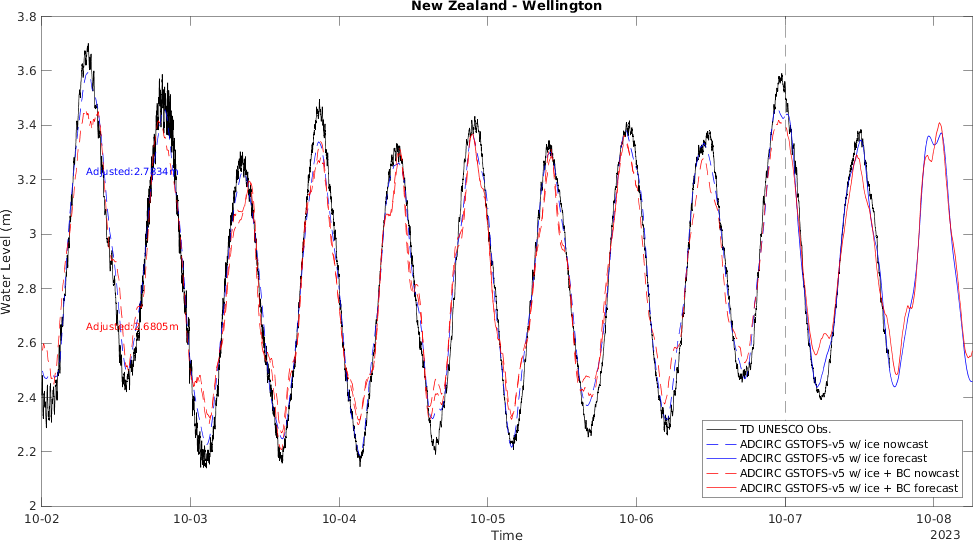 New Zealand - Wellington
3.8
3.6
3.4
3.2
3
2.8
2.6
2.4
2.2
2
Water Level (m)
Adjusted:2.7334m
TD UNESCO Obs.
ADCIRC GSTOFS-v5 w/ ice nowcast
ADCIRC GSTOFS-v5 w/ ice forecast
ADCIRC GSTOFS-v5 w/ ice + BC nowcast
ADCIRC GSTOFS-v5 w/ ice + BC forecast
10-02
10-03
10-04
10-05
10-06
10-07
10-08
Time
2023